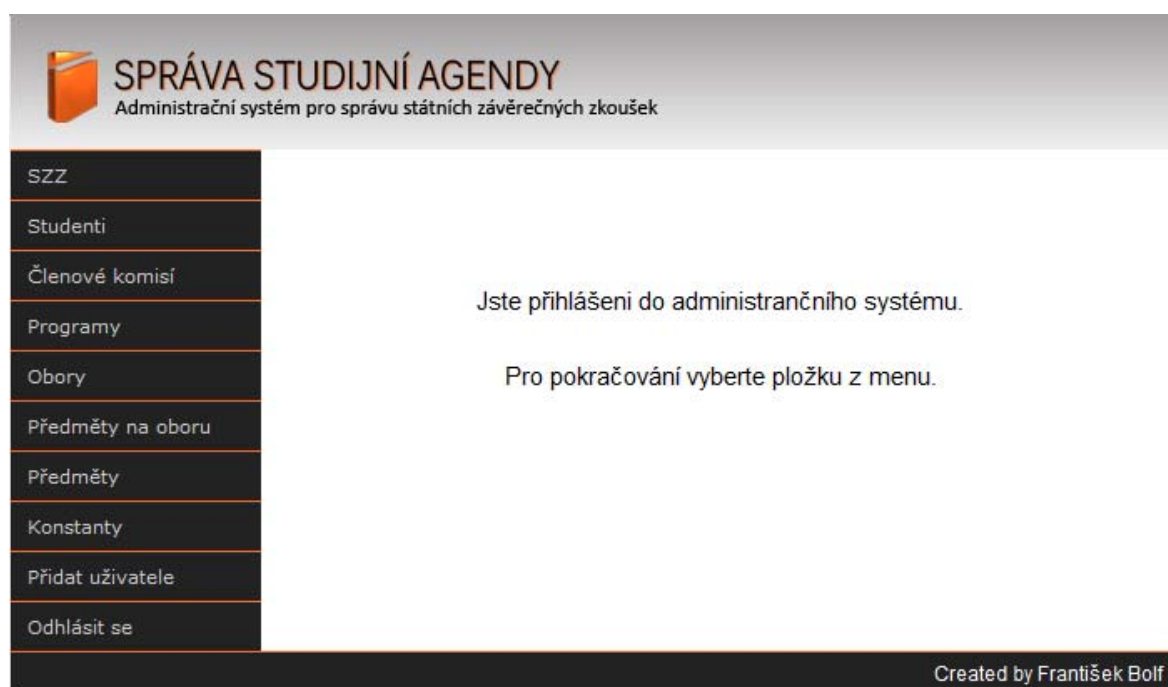 SPRÁVA STUDIJNÍ AGENDY
Administrační systém pro správu státních závěrečných zkoušek
SZZ
Studenti
Členové komisí
Programy
Obory
Předměty na oboru
Předměty
Konstanty
Přidat uživatele
Odhlásit se
Jste přihlášeni do administrančního systému.
Pro pokračování vyberte pložku z menu.
Created by František Bolf